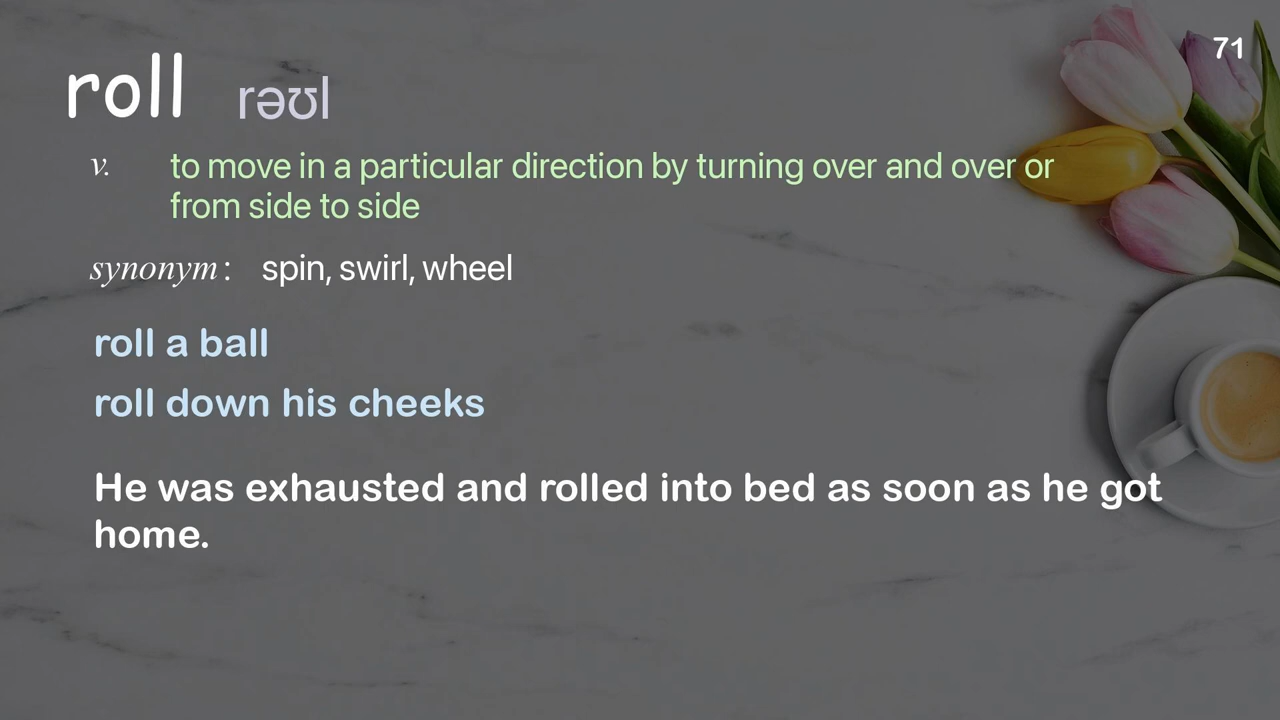 71
roll rəʊl
v. to move in a particular direction by turning over and over or
from side to side
synonym: spin, swirl, wheel
roll a ball
roll down his cheeks
He was exhausted and rolled into bed as soon as he got
home.